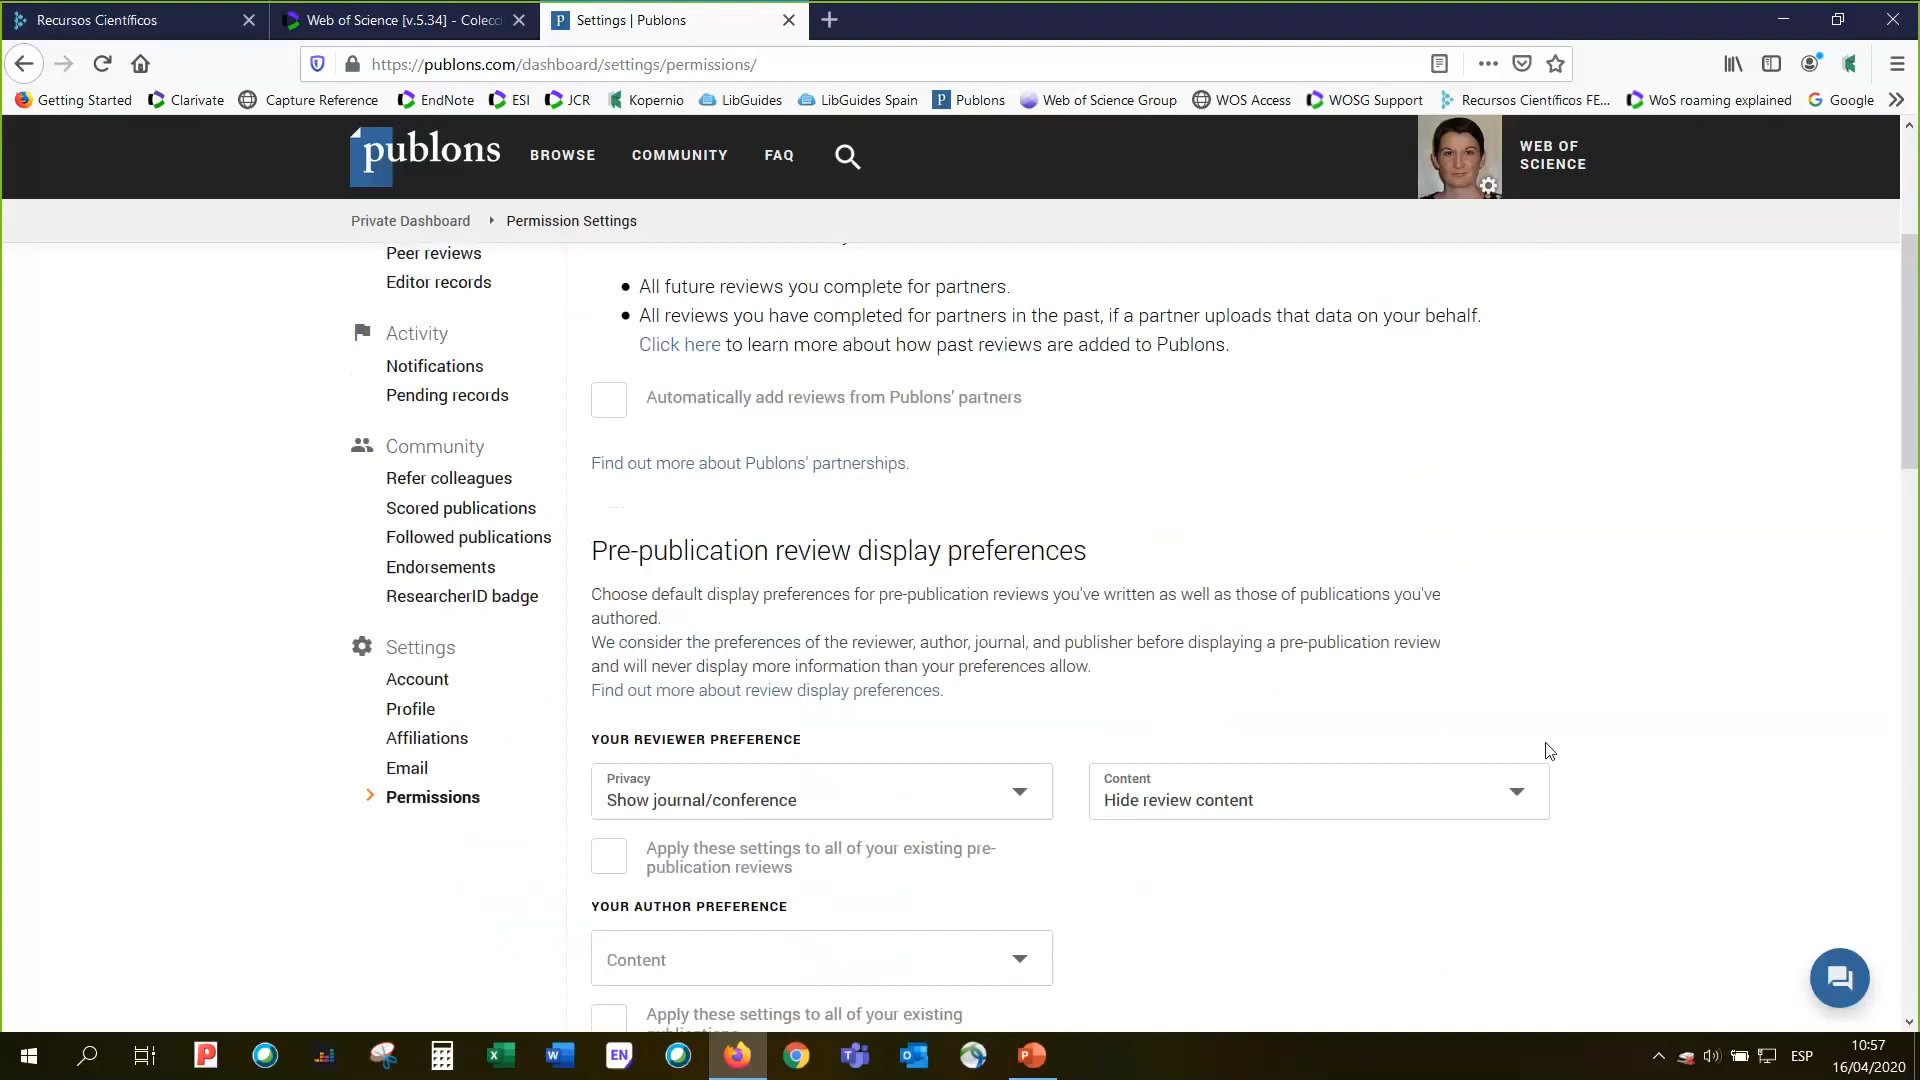 Recursos Científicos
Web of Science [v.5.34] - Colecc
Settings | Publons
https://publons.com/dashboard/settings/permissions/
Getting Started
Clarivate
Capture Reference
EndNote
ESI
JCR
Kopernio
LibGuides
LibGuides Spain
Publons
Web of Science Group
WOS Access
WOSG Support
Recursos Científicos FE...
WoS roaming explained
Google
publons
BROWSE
COMMUNITY
FAQ
WEB OF
SCIENCE
Private Dashboard
Permission Settings
Peer reviews
Editor records
Activity
Notifications
Pending records
Community
Refer colleagues
Scored publications
Followed publications
Endorsements
ResearcherID badge
Settings
Account
Profile
Affiliations
Email
Permissions
All future reviews you complete for partners.
All reviews you have completed for partners in the past, if a partner uploads that data on your behalf.
Click here to learn more about how past reviews are added to Publons.
Automatically add reviews from Publons' partners
Find out more about Publons' partnerships.
Pre-publication review display preferences
Choose default display preferences for pre-publication reviews you've written as well as those of publications you've
authored.
We consider the preferences of the reviewer, author, journal, and publisher before displaying a pre-publication review
and will never display more information than your preferences allow.
Find out more about review display preferences.
YOUR REVIEWER PREFERENCE
Privacy
Show journal/conference
Content
Hide review content
Apply these settings to all of your existing pre-
publication reviews
YOUR AUTHOR PREFERENCE
Content
Apply these settings to all of your existing
EN
ESP
10:57
16/04/2020